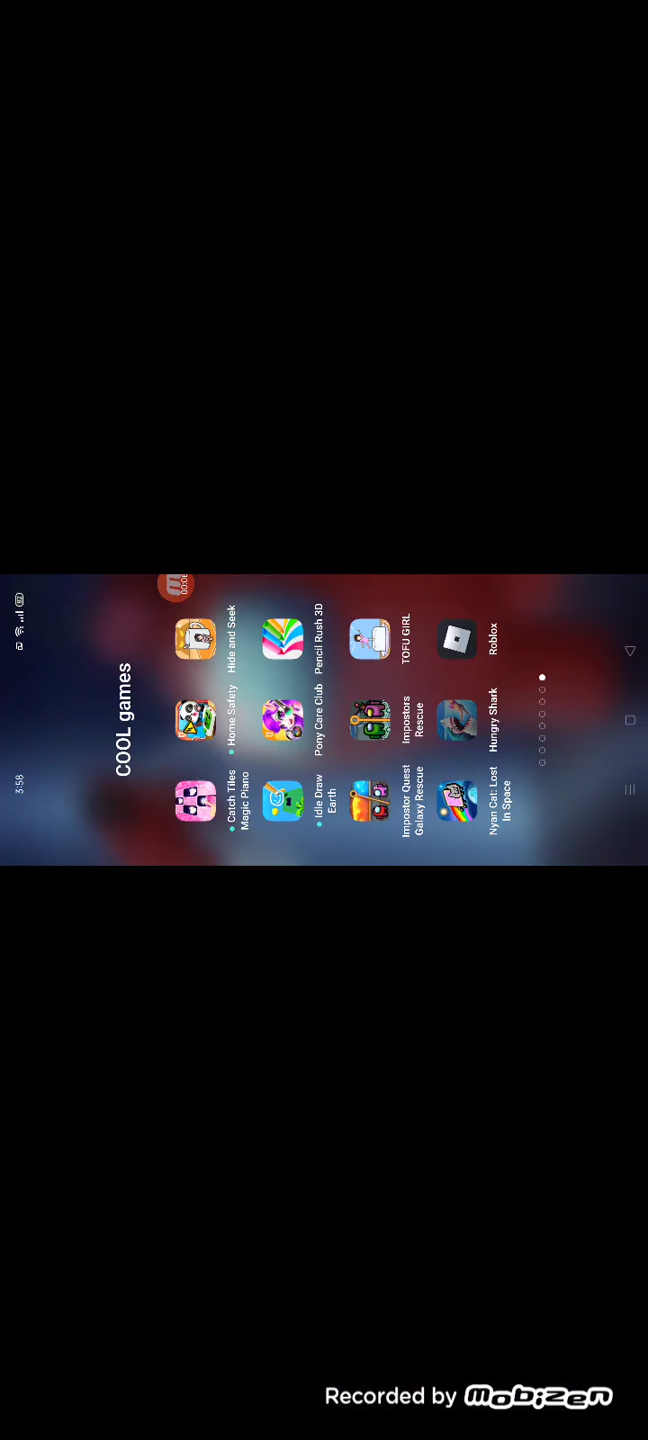 3:58
COOL games
Catch Tiles
Magic Piano
Home Safety
Hide and Seek
Idle Draw
Earth
Pony Care Club
Pencil Rush 3D
Impostor Quest
Galaxy Rescue
Impostors
Rescue
TOFU GIRL
Nyan Cat: Lost
In Space
Hungry Shark
Roblox
Recorded by mobizen